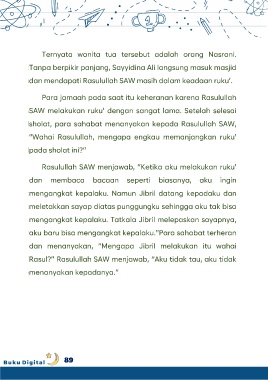 Ternyata wanita tua tersebut adalah orang Nasrani.
Tanpa berpikir panjang, Sayyidina Ali langsung masuk masjid
dan mendapati Rasulullah SAW masih dalam keadaan ruku'.
Para jamaah pada saat itu keheranan karena Rasulullah
SAW melakukan ruku' dengan sangat lama. Setelah selesai
sholat, para sahabat menanyakan kepada Rasulullah SAW,
"Wahai Rasulullah, mengapa engkau memanjangkan ruku'
pada sholat ini?"
Rasulullah SAW menjawab, "Ketika aku melakukan ruku'
dan membaca bacaan seperti biasanya, aku ingin
mengangkat kepalaku. Namun Jibril datang kepadaku dan
meletakkan sayap diatas punggungku sehingga aku tak bisa
mengangkat kepalaku. Tatkala Jibril melepaskan sayapnya,
aku baru bisa mengangkat kepalaku."Para sahabat terheran
dan menanyakan, "Mengapa Jibril melakukan itu wahai
Rasul?" Rasulullah SAW menjawab, "Aku tidak tau, aku tidak
menanyakan kepadanya."
Buku Digital 89